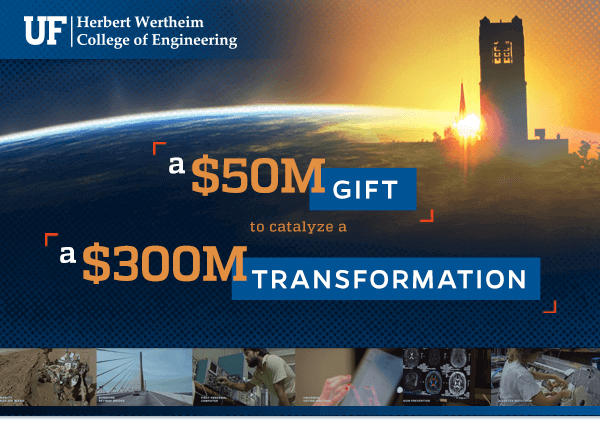 UF
Herbert Wertheim
College of Engineering
a $50M GIFT
to catalyze a
a $300M TRANSFORMATION